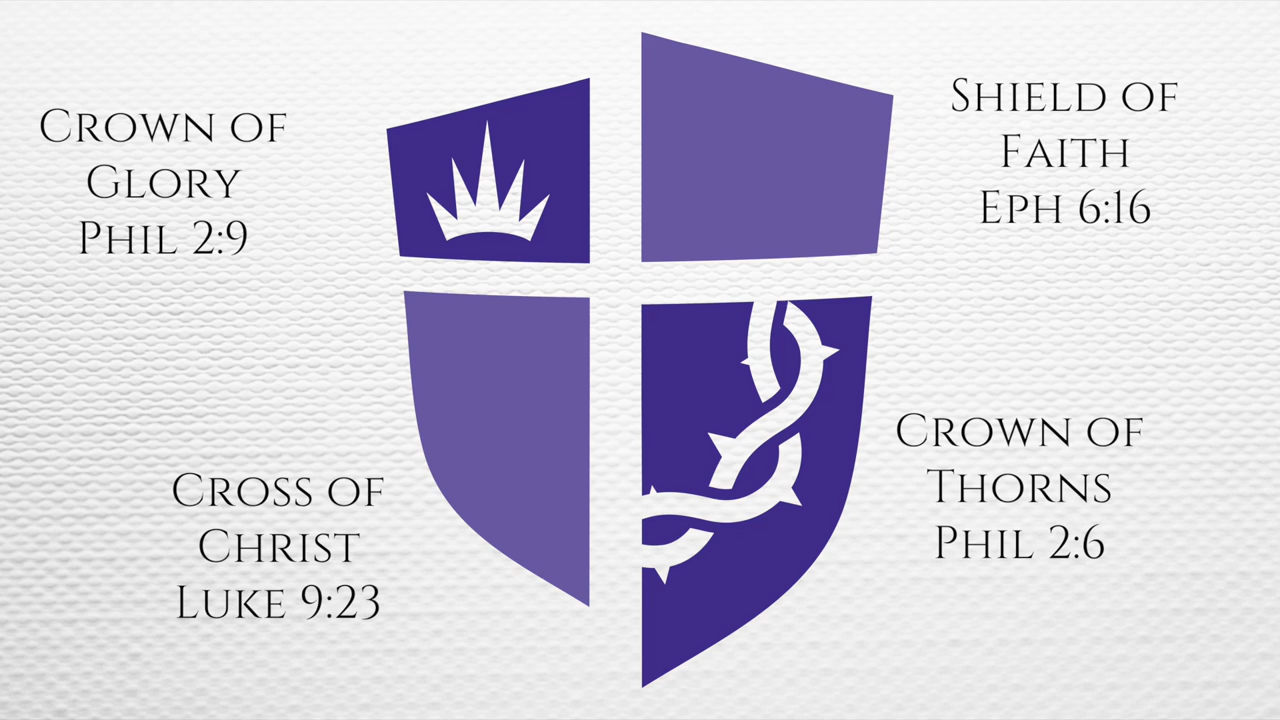 Crown of
Glory
Phil 2:9
Shield of
Faith
Eph 6:16
Cross of
Christ
Luke 9:23
Crown of
Thorns
Phil 2:6